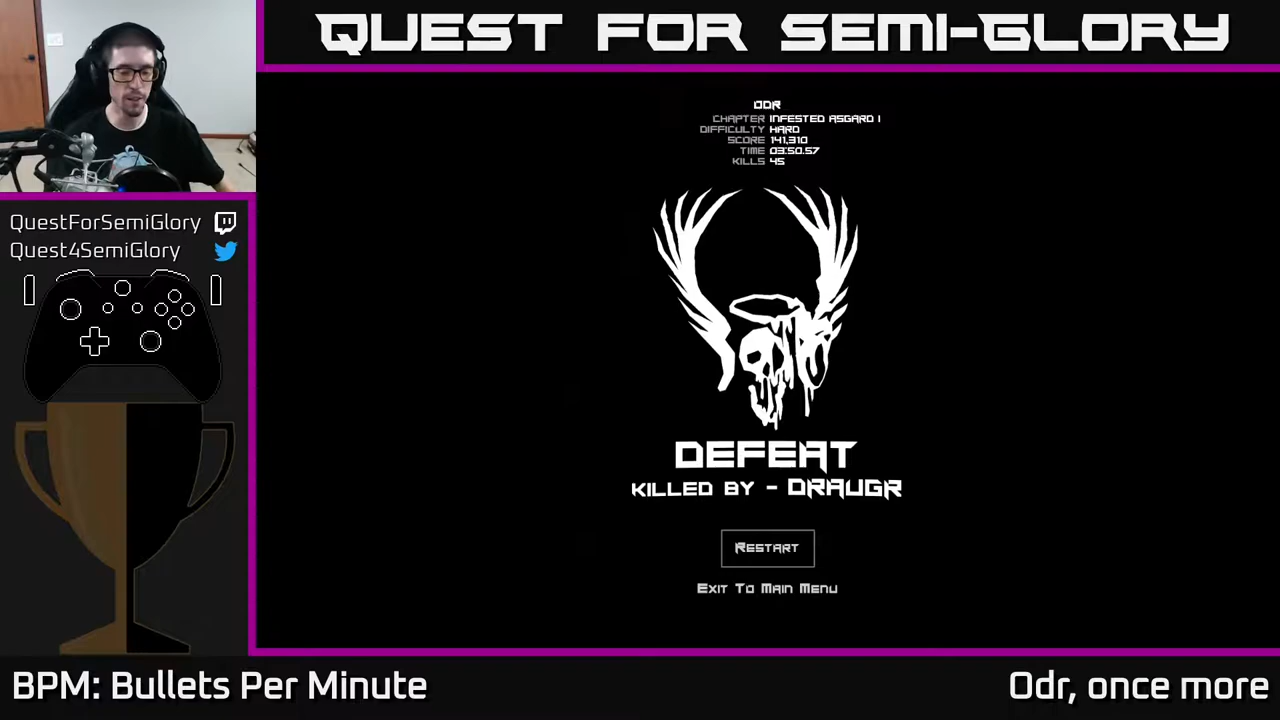 QUEST FOR SEMI-GLORY
ODR
CHAPTER INFESTED ASGARD I
DIFFICULTY HARD
SCORE 141,310
TIME 03:50.57
KILLS 45
QuestForSemiGlory
Quest4SemiGlory
DEFEAT
KILLED BY - DRAUGR
RESTART
EXIT TO MAIN MENU
BPM: Bullets Per Minute
Odr, once more